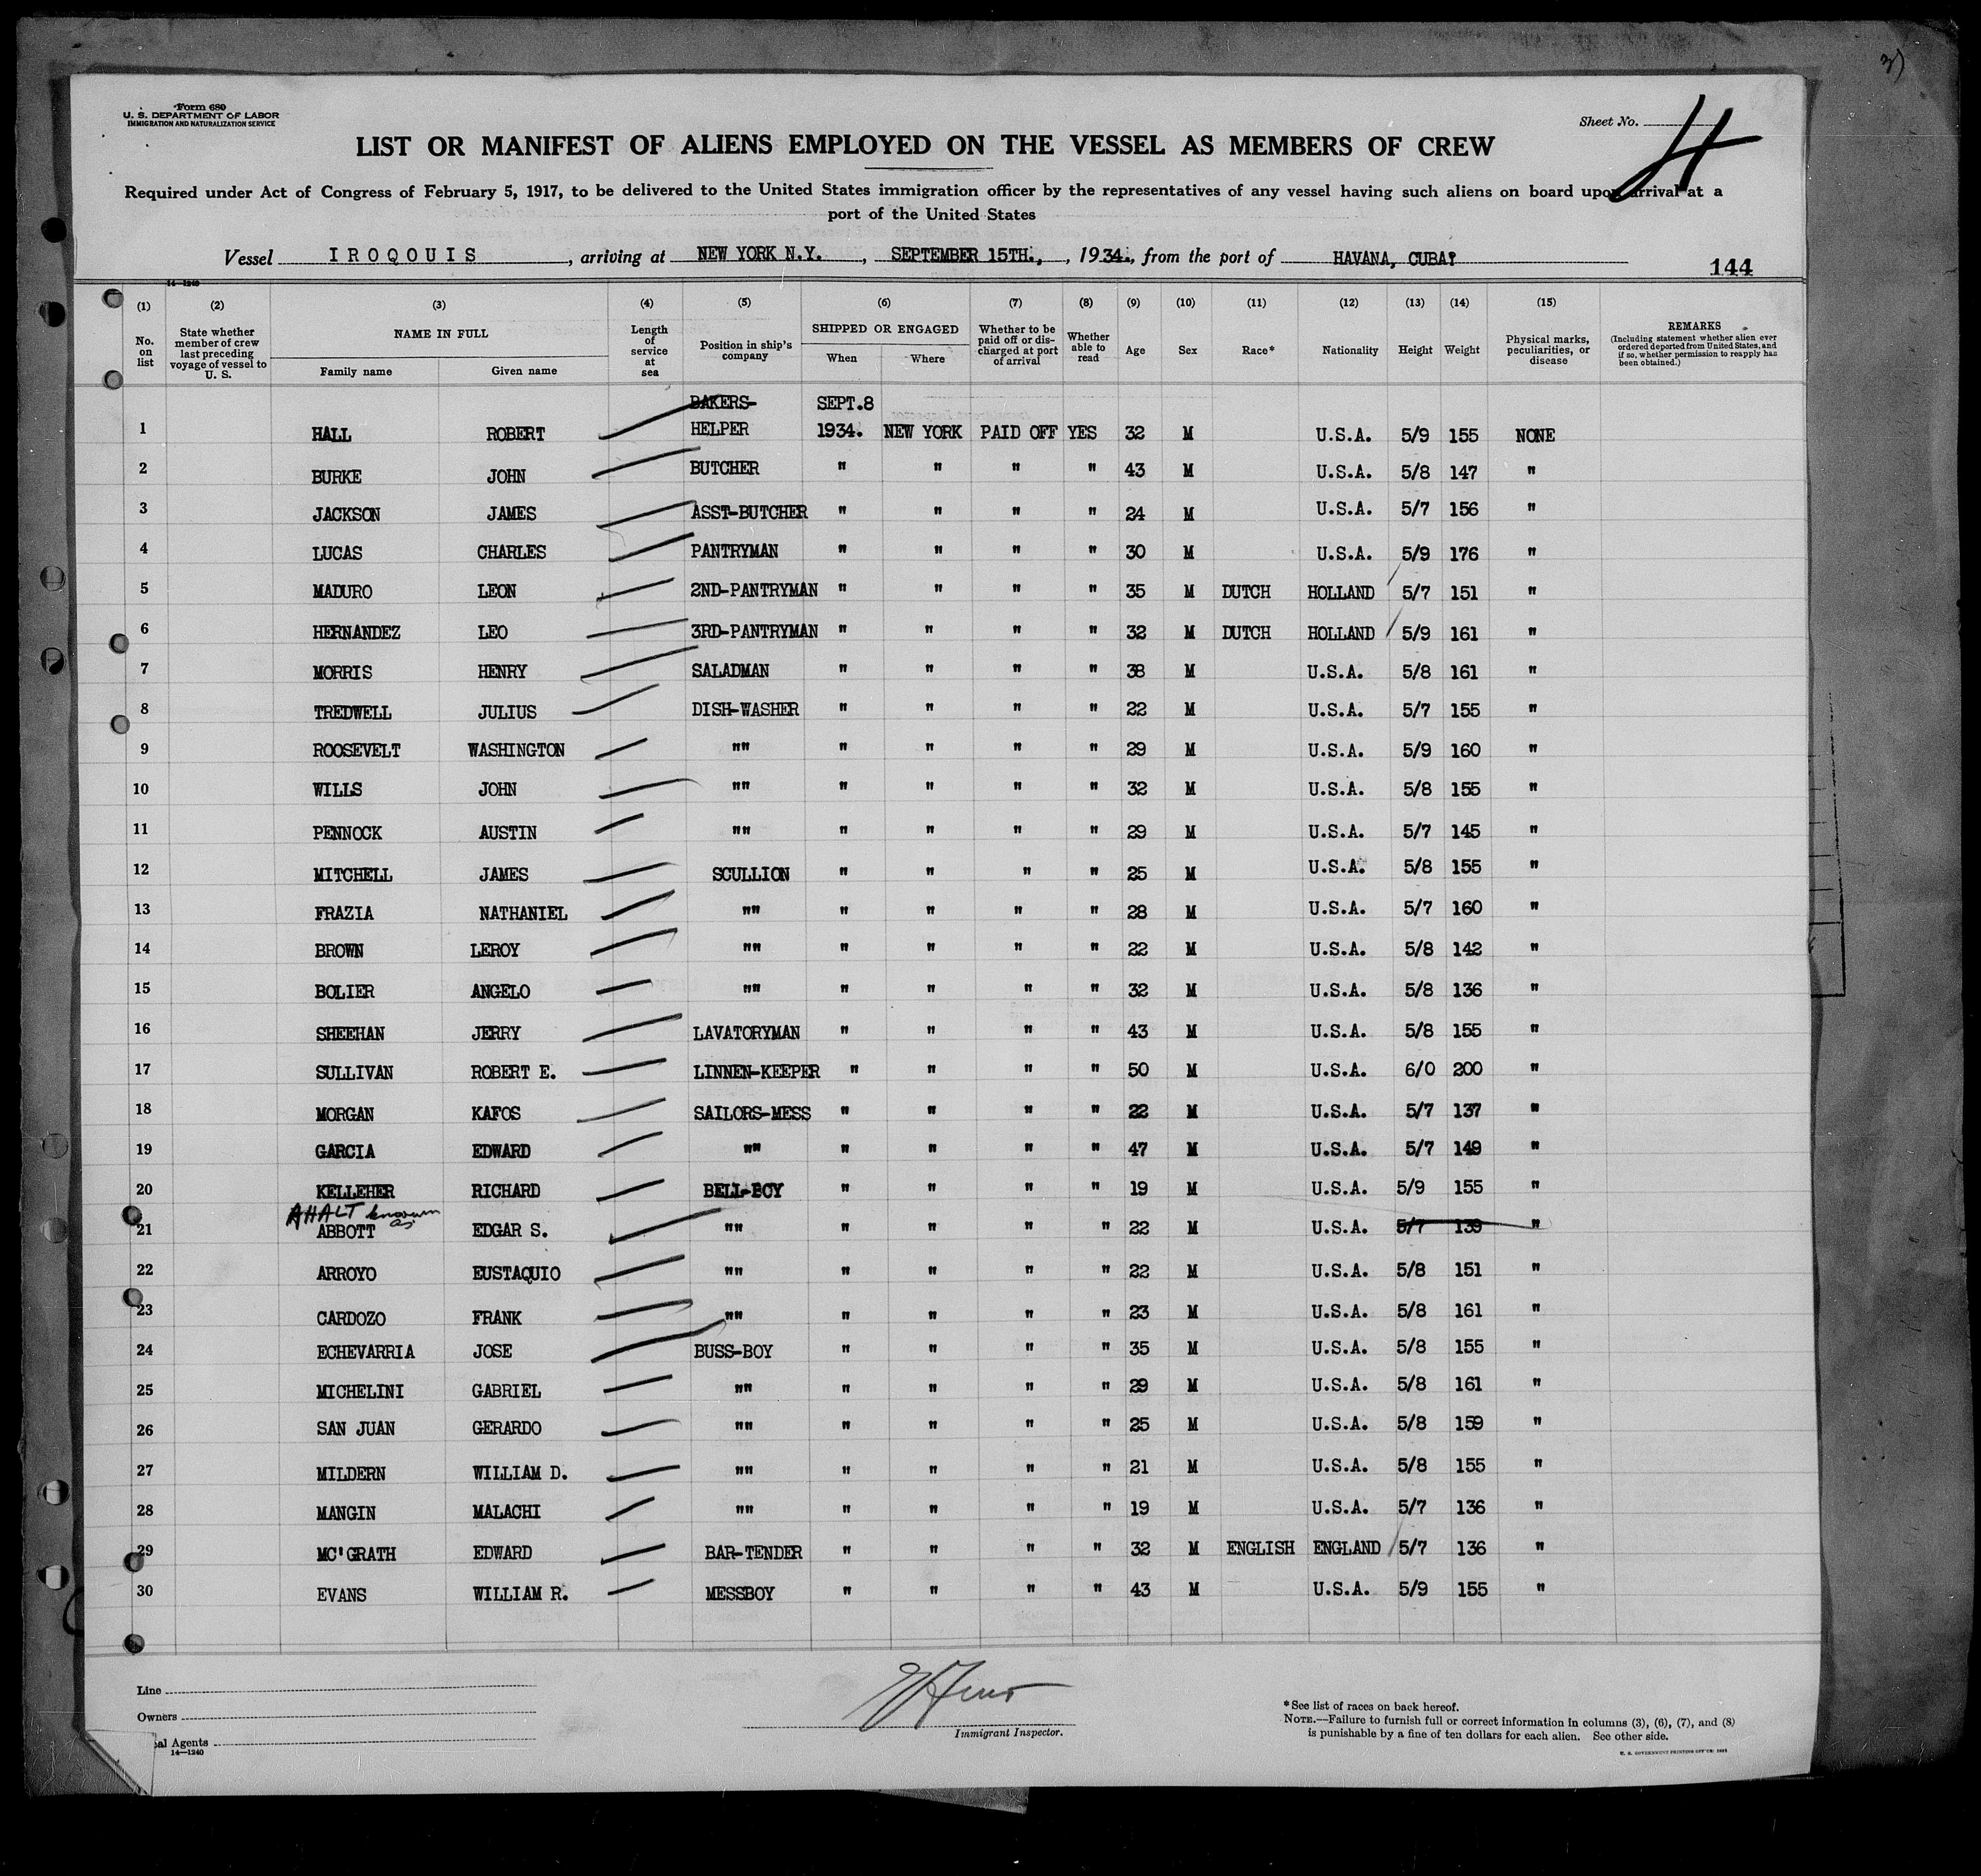 Form 680
U. S. DEPARTMENT OF LABOR
IMMIGRATION AND NATURALIZATION SERVICE
Sheet No.
4
LIST OR MANIFEST OF ALIENS EMPLOYED ON THE VESSEL AS MEMBERS OF CREW
Required under Act of Congress of February 5, 1917, to be delivered to the United States immigration officer by the representatives of any vessel having such aliens on board upon arrival at a
port of the United States
Vessel IROQOUIS, arriving at NEW YORK N.Y., SEPTEMBER 15TH., 1934., from the port of HAVANA, CUBA
144
14-1240
(1) (2) (3) (4) (5) (6) (7) (8) (9) (10) (11) (12) (13) (14) (15)
No. on list
State whether member of crew last preceding voyage of vessel to U. S.
NAME IN FULL
Family name Given name
Length of service at sea
Position in ship's company
SHIPPED OR ENGAGED
When Where
Whether to be paid off or discharged at port of arrival
Whether able to read
Age Sex Race* Nationality Height Weight
Physical marks, peculiarities, or disease
REMARKS
(Including statement whether alien ever ordered deported from United States, and if so, whether permission to reapply has been obtained.)
BAKERS- SEPT.8
1 HALL ROBERT HELPER 1934. NEW YORK PAID OFF YES 32 M U.S.A. 5/9 155 NONE
2 BURKE JOHN BUTCHER " " " " 43 M U.S.A. 5/8 147 "
3 JACKSON JAMES ASST-BUTCHER " " " " 24 M U.S.A. 5/7 156 "
4 LUCAS CHARLES PANTRYMAN " " " " 30 M U.S.A. 5/9 176 "
5 MADURO LEON 2ND-PANTRYMAN " " " " 35 M DUTCH HOLLAND 5/7 151 "
6 HERNANDEZ LEO 3RD-PANTRYMAN " " " " 32 M DUTCH HOLLAND 5/9 161 "
7 MORRIS HENRY SALADMAN " " " " 38 M U.S.A. 5/8 161 "
8 TREDWELL JULIUS DISH-WASHER " " " " 22 M U.S.A. 5/7 155 "
9 ROOSEVELT WASHINGTON "" " " " " 29 M U.S.A. 5/9 160 "
10 WILLS JOHN "" " " " " 32 M U.S.A. 5/8 155 "
11 PENNOCK AUSTIN "" " " " " 29 M U.S.A. 5/7 145 "
12 MITCHELL JAMES SCULLION " " " " 25 M U.S.A. 5/8 155 "
13 FRAZIA NATHANIEL "" " " " " 28 M U.S.A. 5/7 160 "
14 BROWN LEROY "" " " " " 22 M U.S.A. 5/8 142 "
15 BOLIER ANGELO "" " " " " 32 M U.S.A. 5/8 136 "
16 SHEEHAN JERRY LAVATORYMAN " " " " 43 M U.S.A. 5/8 155 "
17 SULLIVAN ROBERT E. LINNEN-KEEPER " " " " 50 M U.S.A. 6/0 200 "
18 MORGAN KAFOS SAILORS-MESS " " " " 22 M U.S.A. 5/7 137 "
19 GARCIA EDWARD "" " " " " 47 M U.S.A. 5/7 149 "
20 KELLEHER RICHARD BELL-BOY " " " " 19 M U.S.A. 5/9 155 "
AHALT known as
21 ABBOTT EDGAR S. "" " " " " 22 M U.S.A. 5/7 139 "
22 ARROYO EUSTAQUIO "" " " " " 22 M U.S.A. 5/8 151 "
23 CARDOZO FRANK "" " " " " 23 M U.S.A. 5/8 161 "
24 ECHEVARRIA JOSE BUSS-BOY " " " " 35 M U.S.A. 5/8 155 "
25 MICHELINI GABRIEL "" " " " " 29 M U.S.A. 5/8 161 "
26 SAN JUAN GERARDO "" " " " " 25 M U.S.A. 5/8 159 "
27 MILDERN WILLIAM D. "" " " " " 21 M U.S.A. 5/8 155 "
28 MANGIN MALACHI "" " " " " 19 M U.S.A. 5/7 136 "
29 MC'GRATH EDWARD BAR-TENDER " " " " 32 M ENGLISH ENGLAND 5/7 136 "
30 EVANS WILLIAM R. MESSBOY " " " " 43 M U.S.A. 5/9 155 "
Line
Owners
al Agents
14-1240
Immigrant Inspector.
*See list of races on back hereof.
NOTE.—Failure to furnish full or correct information in columns (3), (6), (7), and (8)
is punishable by a fine of ten dollars for each alien. See other side.